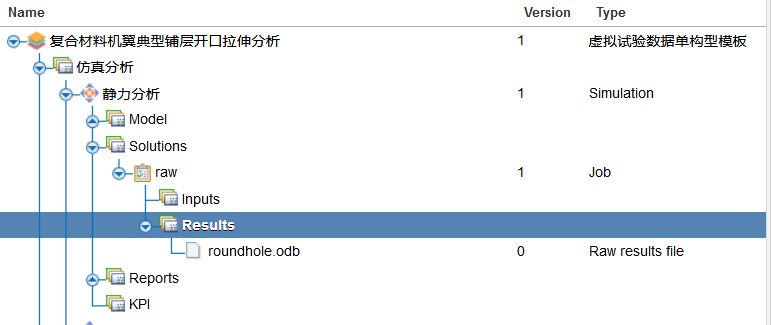 Name Version Type
复合材料机翼典型铺层开口拉伸分析 1 虚拟试验数据单构型模板
仿真分析
静力分析 1 Simulation
Model
Solutions
raw 1 Job
Inputs
Results
roundhole.odb 0 Raw results file
Reports
KPI